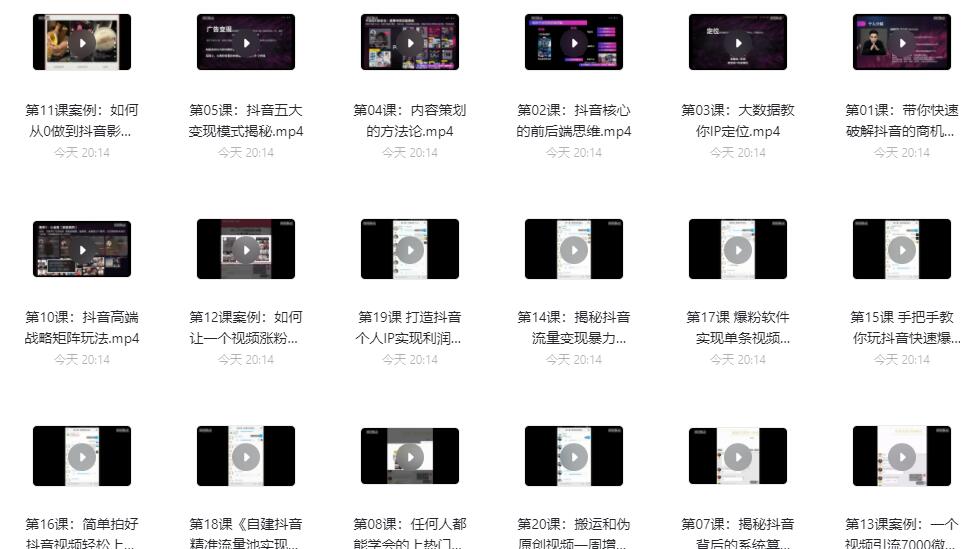 广告变现
定位
个人介绍
第11课案例：如何
从0做到抖音影...
今天 20:14
第05课：抖音五大
变现模式揭秘.mp4
今天 20:14
第04课：内容策划
的方法论.mp4
今天 20:14
第02课：抖音核心
的前后端思维.mp4
今天 20:14
第03课：大数据教
你IP定位.mp4
今天 20:14
第01课：带你快速
破解抖音的商机...
今天 20:14
第10课：抖音高端
战略矩阵玩法.mp4
今天 20:14
第12课案例：如何
让一个视频涨粉...
今天 20:14
第19课 打造抖音
个人IP实现利润...
今天 20:14
第14课：揭秘抖音
流量变现暴力...
今天 20:14
第17课 爆粉软件
实现单条视频...
今天 20:14
第15课 手把手教
你玩抖音快速爆...
今天 20:14
第16课：简单拍好
抖音视频轻松上...
第18课《自建抖音
精准流量池实现...
第08课：任何人都
能学会的上热门...
第20课：搬运和伪
原创视频一周增...
第07课：揭秘抖音
背后的系统算...
第13课案例：一个
视频引流7000微...